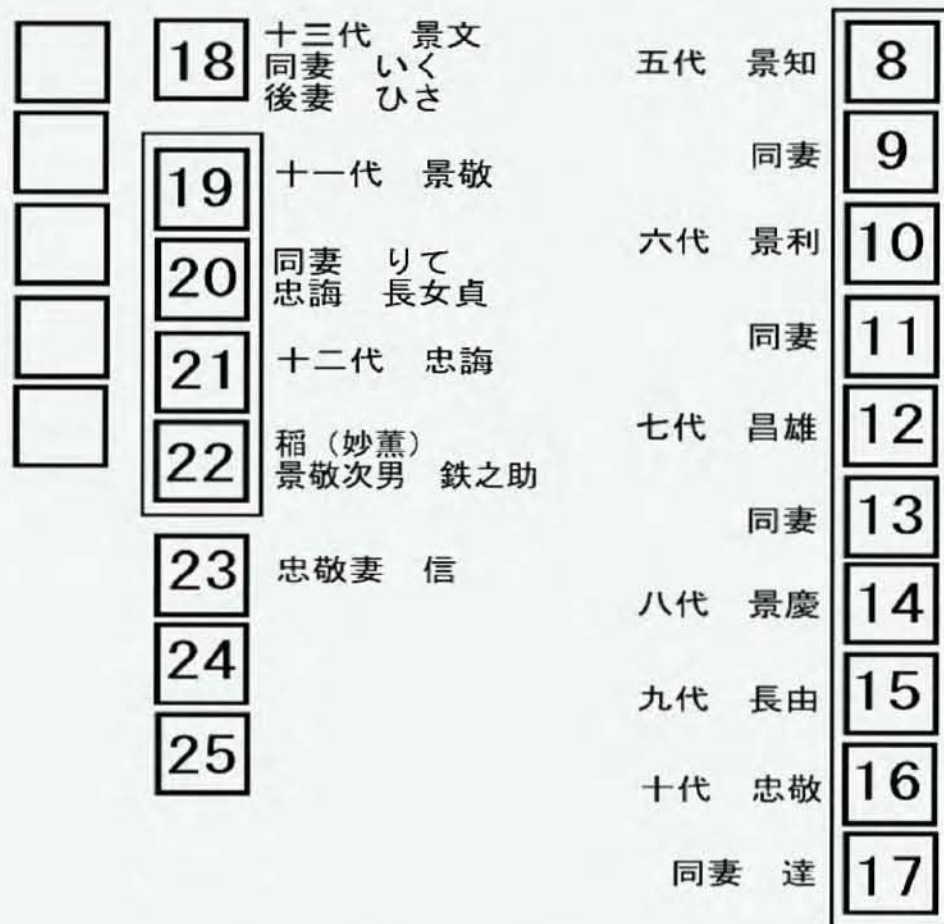 18
十三代 景文
同妻 いく
後妻 ひさ
19
十一代 景敬
20
同妻 りて
忠誨 長女貞
21
十二代 忠誨
22
稲（妙薫）
景敬次男 鉄之助
23
忠敬妻 信
24
25
五代 景知
8
同妻
9
六代 景利
10
同妻
11
七代 昌雄
12
同妻
13
八代 景慶
14
九代 長由
15
十代 忠敬
16
同妻 達
17